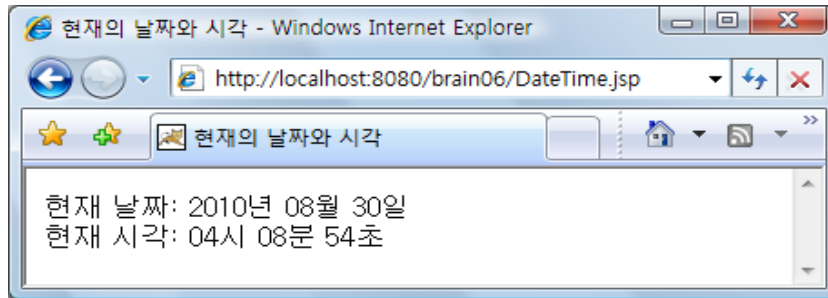 현재의 날짜와 시각 - Windows Internet Explorer
http://localhost:8080/brain06/DateTime.jsp
현재의 날짜와 시각
현재 날짜: 2010년 08월 30일
현재 시각: 04시 08분 54초